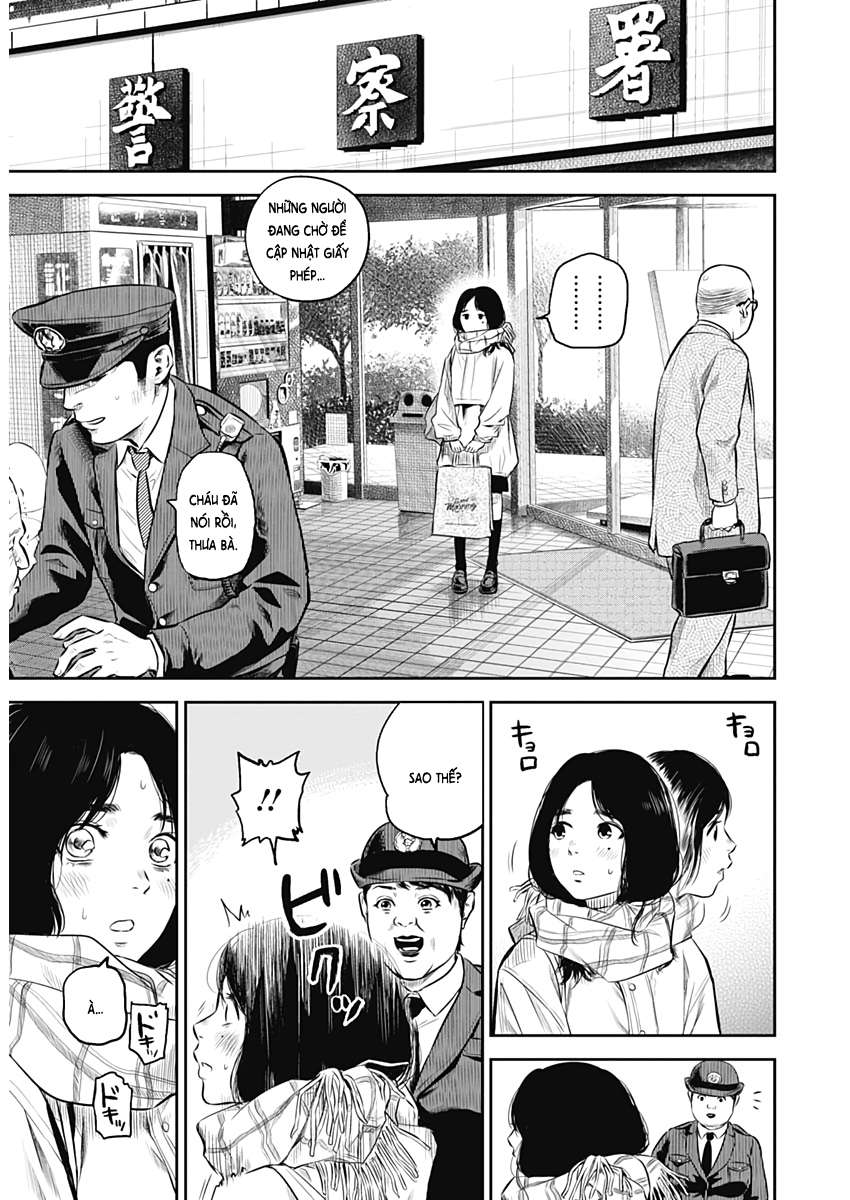 警察署
NHỮNG NGƯỜI
ĐANG CHỜ ĐỂ
CẬP NHẬT GIẤY
PHÉP...
CHÁU ĐÃ
NÓI RỒI,
THƯA BÀ.
キョロ
キョロ
SAO THẾ?
!!
ビクッ
À...
ドキッ
ドキッ